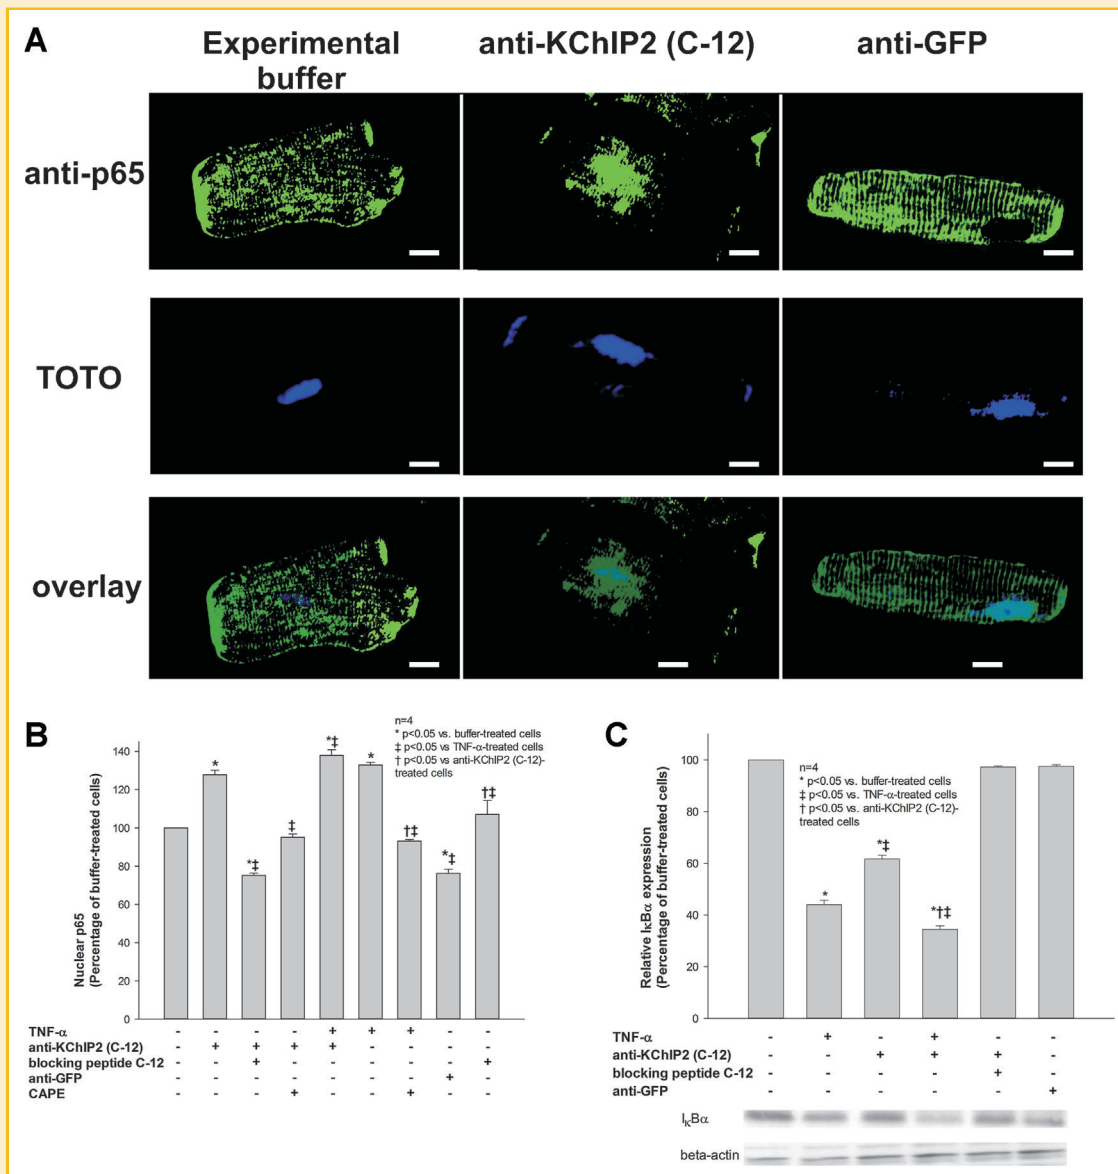 A
Experimental buffer
anti-KChIP2 (C-12)
anti-GFP
anti-p65
TOTO
overlay
B
n=4
* p<0.05 vs. buffer-treated cells
‡ p<0.05 vs TNF-α-treated cells
† p<0.05 vs anti-KChIP2 (C-12)-
treated cells
Nuclear p65
(Percentage of buffer-treated cells)
140
120
100
80
60
40
20
0
*
*‡
‡
*‡
*
†‡
*‡
†‡
TNF-α - - - - + + + - -
anti-KChIP2 (C-12) - + + + + - - - -
blocking peptide C-12 - - + - - - - - +
anti-GFP - - - - - - - + -
CAPE - - - + - - + - -
C
n=4
* p<0.05 vs. buffer-treated cells
‡ p<0.05 vs. TNF-α-treated cells
† p<0.05 vs. anti-KChIP2 (C-12)-
treated cells
Relative IκBα expression
(Percentage of buffer-treated cells)
100
80
60
40
20
0
*
*‡
*†‡
TNF-α - + - + - -
anti-KChIP2 (C-12) - - + + + -
blocking peptide C-12 - - - - + -
anti-GFP - - - - - +
IκBα
beta-actin